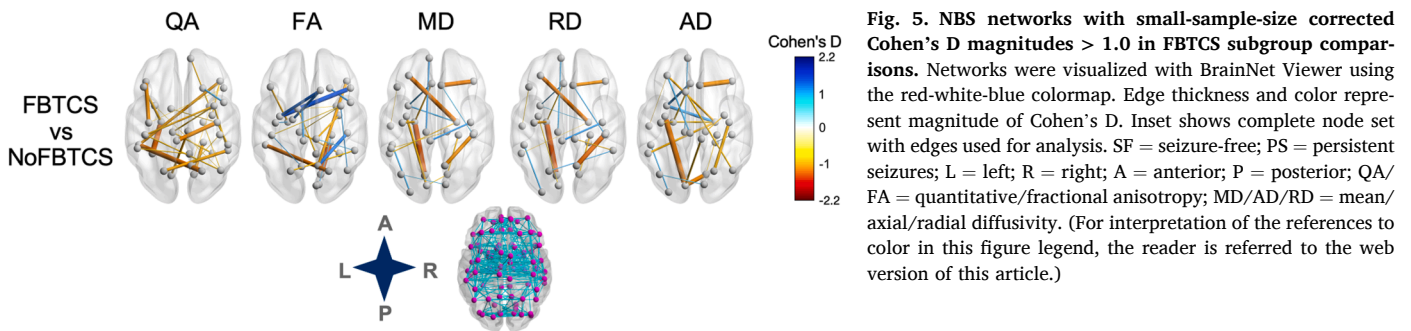 QA FA MD RD AD
FBTCS
vs
NoFBTCS
Cohen's D
2.2
1
0
-1
-2.2
A
L R
P
Fig. 5. NBS networks with small-sample-size corrected
Cohen's D magnitudes > 1.0 in FBTCS subgroup compar-
isons. Networks were visualized with BrainNet Viewer using
the red-white-blue colormap. Edge thickness and color repre-
sent magnitude of Cohen's D. Inset shows complete node set
with edges used for analysis. SF = seizure-free; PS = persistent
seizures; L = left; R = right; A = anterior; P = posterior; QA/
FA = quantitative/fractional anisotropy; MD/AD/RD = mean/
axial/radial diffusivity. (For interpretation of the references to
color in this figure legend, the reader is referred to the web
version of this article.)